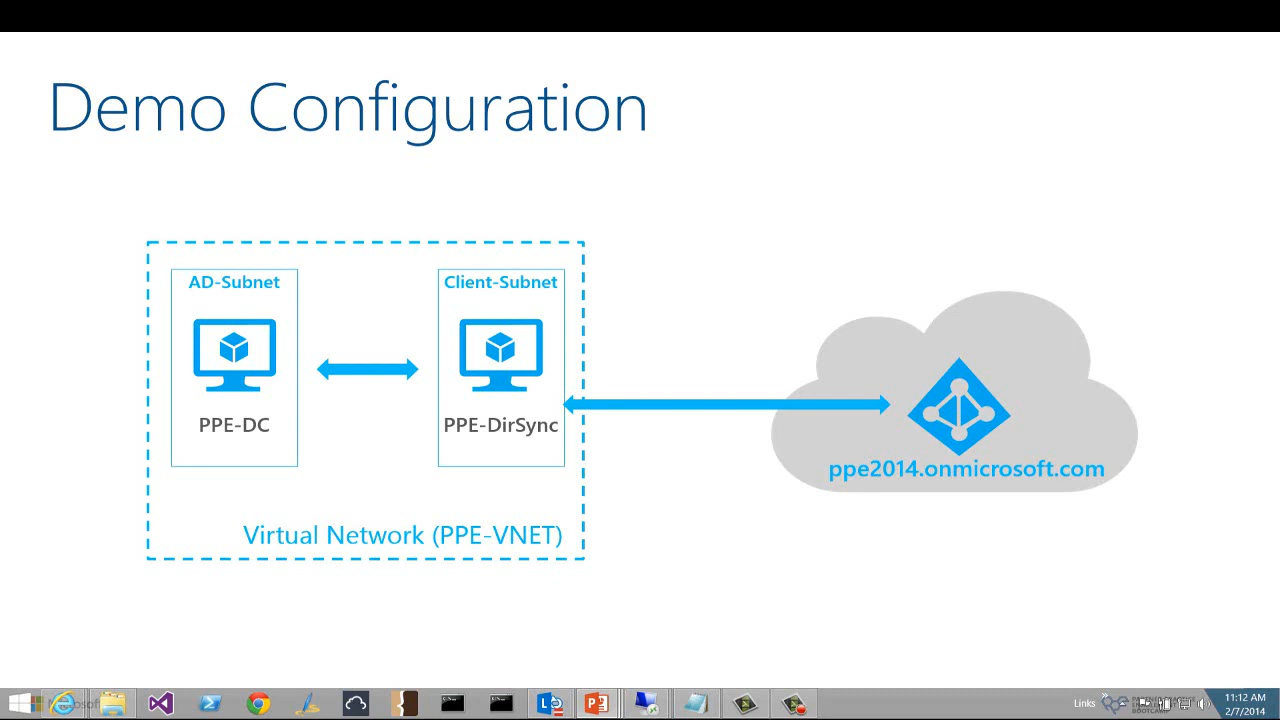 Demo Configuration
AD-Subnet
Client-Subnet
PPE-DC
PPE-DirSync
ppe2014.onmicrosoft.com
Virtual Network (PPE-VNET)
Links
BOOTCAMP
11:12 AM
2/7/2014